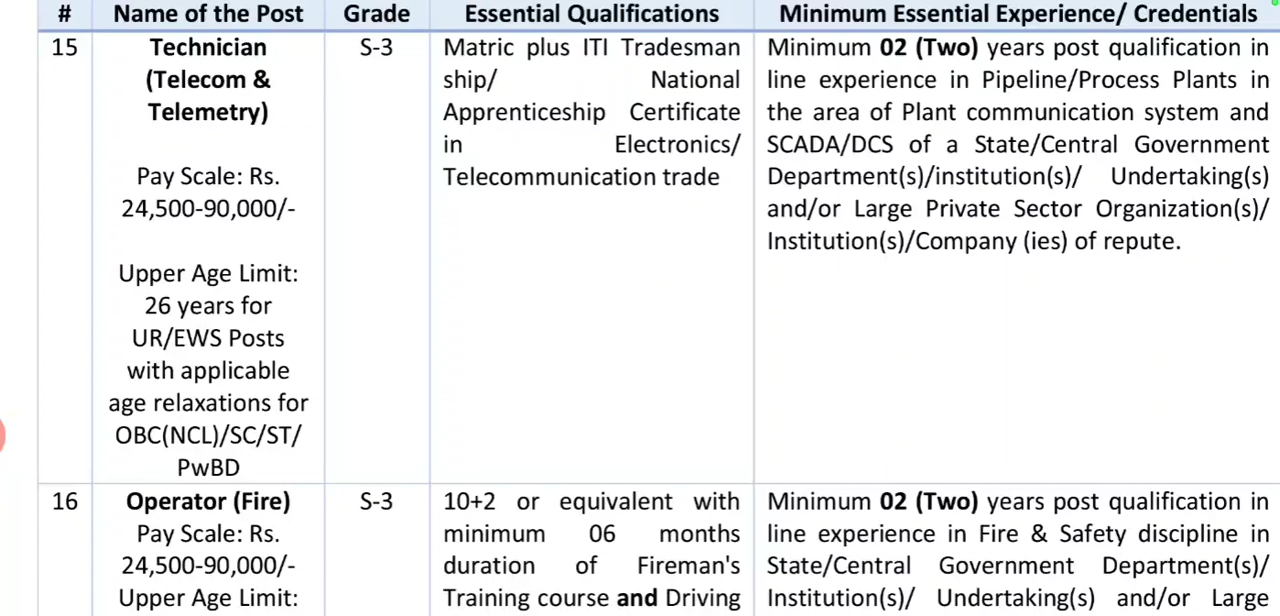 # Name of the Post Grade Essential Qualifications Minimum Essential Experience/ Credentials
15
Technician
(Telecom &
Telemetry)
Pay Scale: Rs.
24,500-90,000/-
Upper Age Limit:
26 years for
UR/EWS Posts
with applicable
age relaxations for
OBC(NCL)/SC/ST/
PwBD
S-3
Matric plus ITI Tradesman
ship/ National
Apprenticeship Certificate
in Electronics/
Telecommunication trade
Minimum 02 (Two) years post qualification in
line experience in Pipeline/Process Plants in
the area of Plant communication system and
SCADA/DCS of a State/Central Government
Department(s)/institution(s)/ Undertaking(s)
and/or Large Private Sector Organization(s)/
Institution(s)/Company (ies) of repute.
16
Operator (Fire)
Pay Scale: Rs.
24,500-90,000/-
Upper Age Limit:
S-3
10+2 or equivalent with
minimum 06 months
duration of Fireman's
Training course and Driving
Minimum 02 (Two) years post qualification in
line experience in Fire & Safety discipline in
State/Central Government Department(s)/
Institution(s)/ Undertaking(s) and/or Large